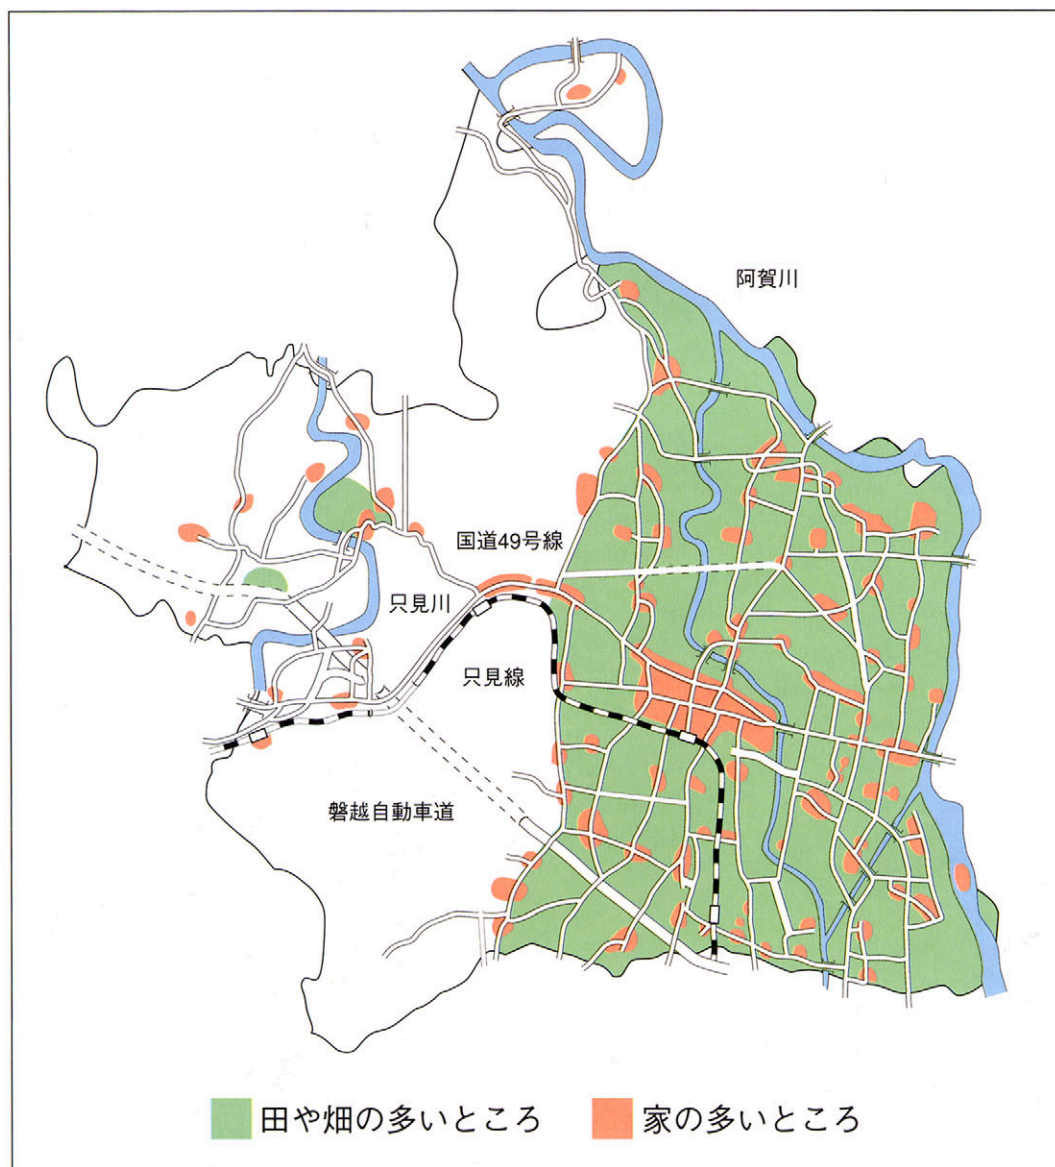 阿賀川
国道49号線
只見川
只見線
磐越自動車道
田や畑の多いところ
家の多いところ